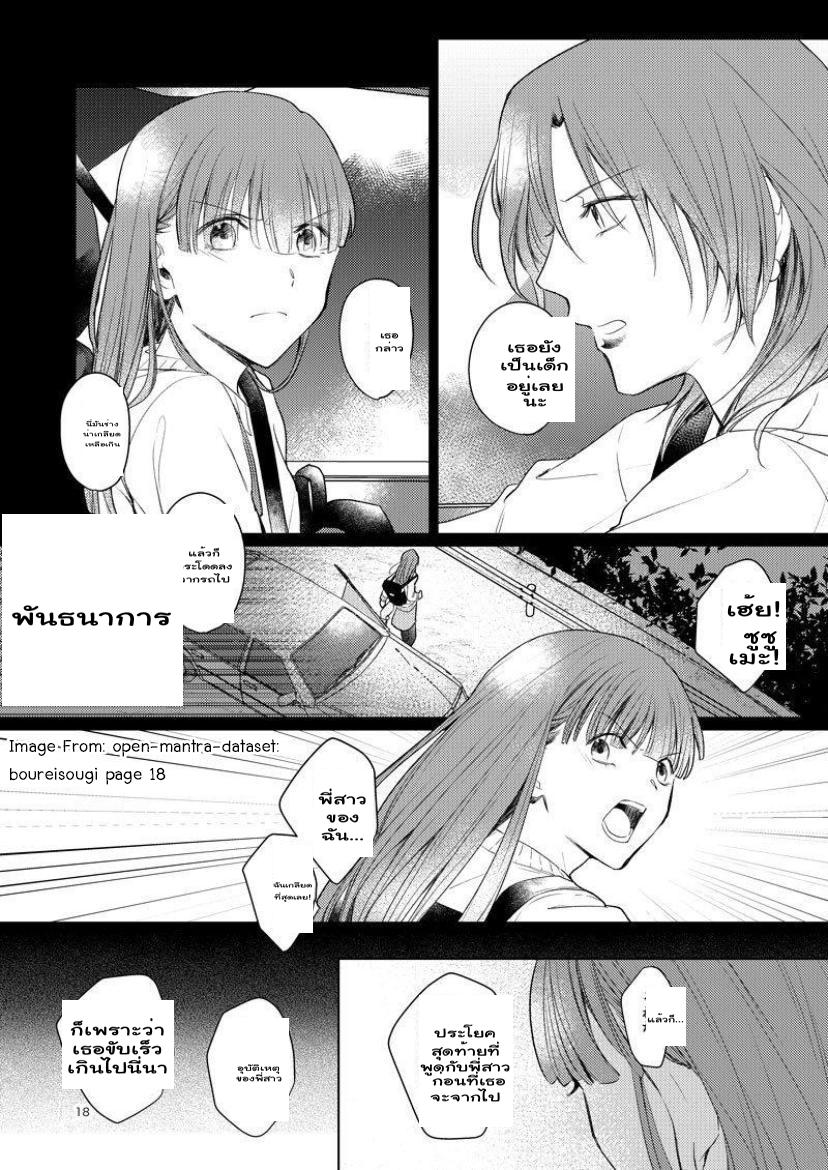 เธอยัง
เป็นเด็ก
อยู่เลย
นะ
เธอ
กล่าว
นี่มันร่าง
น่าเกลียด
เหลือเกิน
เฮ้ย!
ซูซู
เมะ!
แล้วก็
ระโดดลง
ากรถไป
พันธนาการ
Image From: open-mantra-dataset:
boureisougi page 18
พี่สาว
ของ
ฉัน...
ฉันเกลียด
ที่สุดเลย!
แล้วก็...
ประโยค
สุดท้ายที่
พูดกับพี่สาว
กอนที่เธอ
จะจากไป
อุบัติเหตุ
ของพี่สาว
ก็เพราะว่า
เธอขับเร็ว
เกินไปนี่นา
18